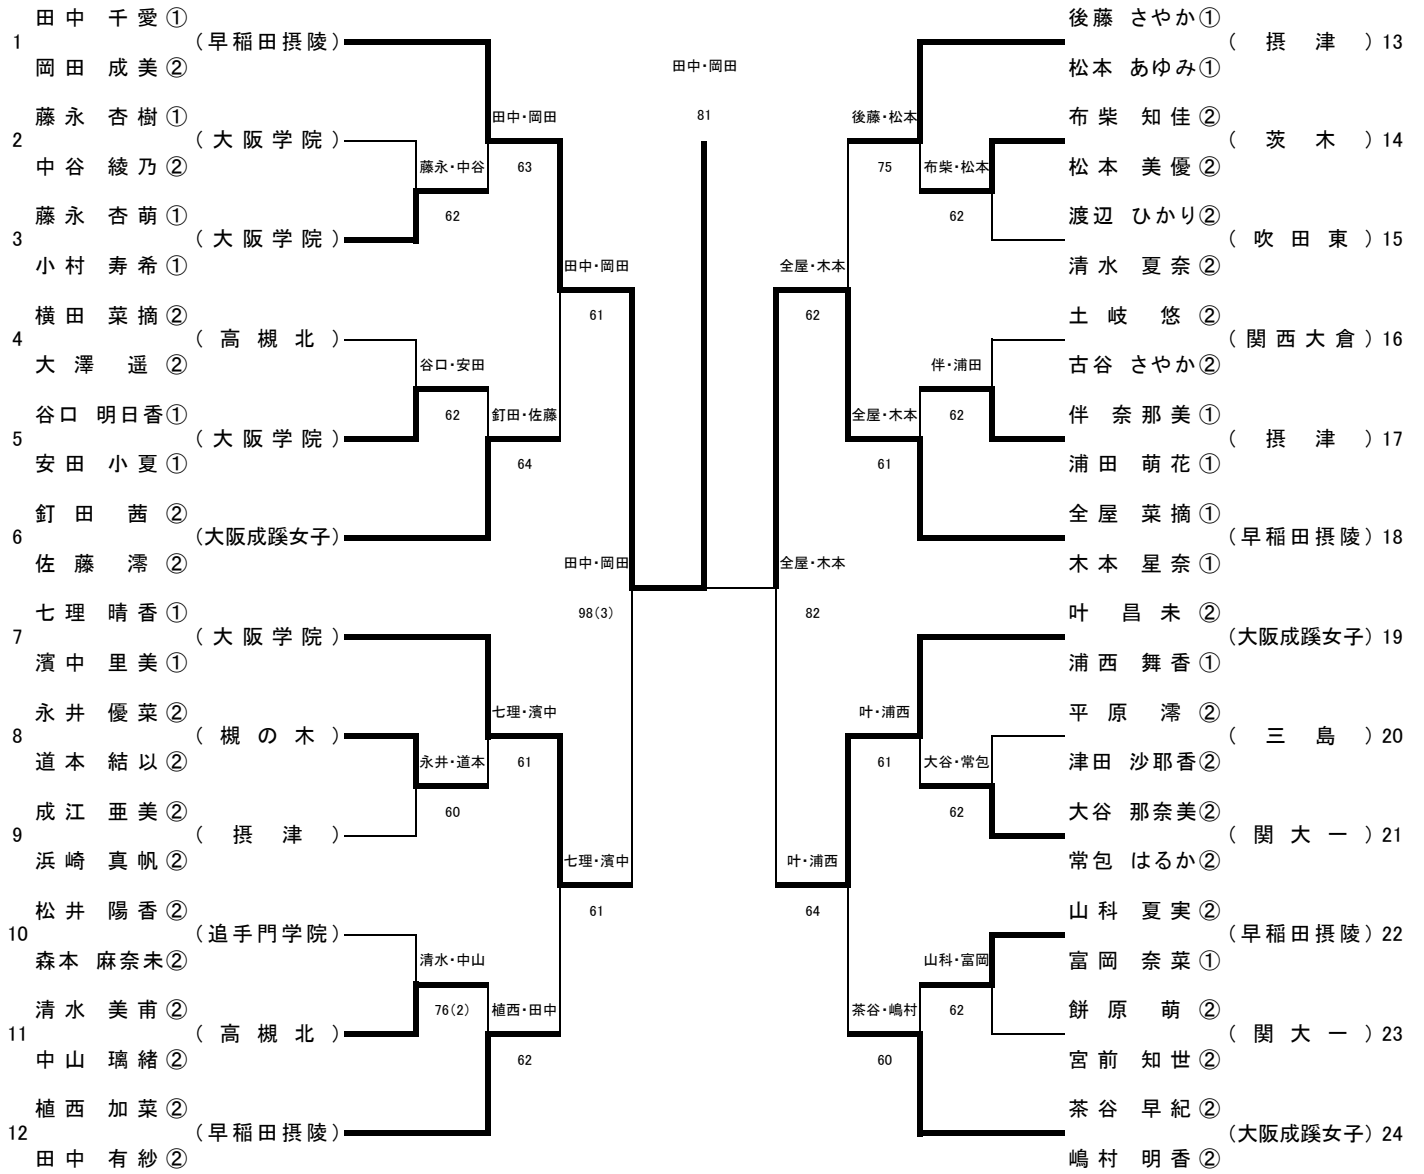 田中 千愛①
1 (早稲田摂陵)
岡田 成美②
藤永 杏樹①
2 (大阪学院)
中谷 綾乃②
藤永 杏萌①
3 (大阪学院)
小村 寿希①
横田 菜摘②
4 (高槻北)
大澤 遥②
谷口 明日香①
5 (大阪学院)
安田 小夏①
釘田 茜②
6 (大阪成蹊女子)
佐藤 澪②
七理 晴香①
7 (大阪学院)
濱中 里美①
永井 優菜②
8 (槻の木)
道本 結以②
成江 亜美②
9 (摂津)
浜崎 真帆②
松井 陽香②
10 (追手門学院)
森本 麻奈未②
清水 美甫②
11 (高槻北)
中山 璃緒②
植西 加菜②
12 (早稲田摂陵)
田中 有紗②
藤永・中谷
62
谷口・安田
62
永井・道本
60
清水・中山
76(2)
田中・岡田
63
釘田・佐藤
64
七理・濱中
61
植西・田中
62
田中・岡田
61
七理・濱中
61
田中・岡田
98(3)
田中・岡田
81
全屋・木本
82
全屋・木本
62
叶・浦西
64
後藤・松本
75
全屋・木本
61
叶・浦西
61
茶谷・嶋村
60
布柴・松本
62
伴・浦田
62
大谷・常包
62
山科・富岡
62
後藤 さやか①
(摂津) 13
松本 あゆみ①
布柴 知佳②
(茨木) 14
松本 美優②
渡辺 ひかり②
(吹田東) 15
清水 夏奈②
土岐 悠②
(関西大倉) 16
古谷 さやか②
伴 奈那美①
(摂津) 17
浦田 萌花①
全屋 菜摘①
(早稲田摂陵) 18
木本 星奈①
叶 昌未②
(大阪成蹊女子) 19
浦西 舞香①
平原 澪②
(三島) 20
津田 沙耶香②
大谷 那奈美②
(関大一) 21
常包 はるか②
山科 夏実②
(早稲田摂陵) 22
富岡 奈菜①
餅原 萌②
(関大一) 23
宮前 知世②
茶谷 早紀②
(大阪成蹊女子) 24
嶋村 明香②